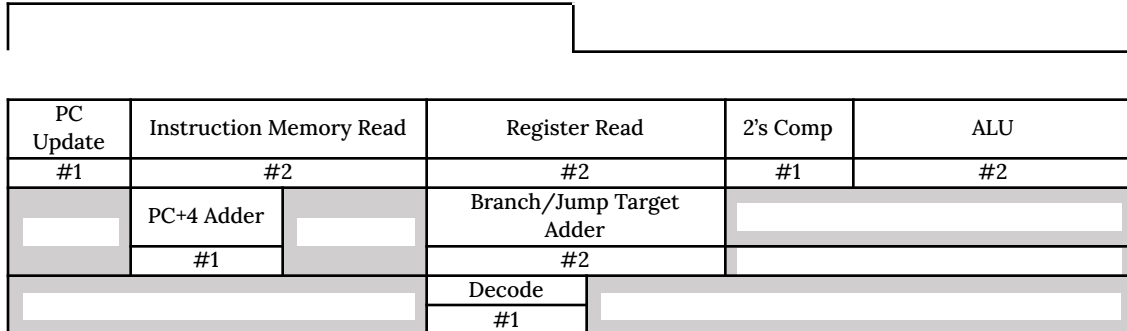 PC
Update
Instruction Memory Read
Register Read
2's Comp
ALU
#1
#2
#2
#1
#2
PC+4 Adder
Branch/Jump Target
Adder
#1
#2
Decode
#1